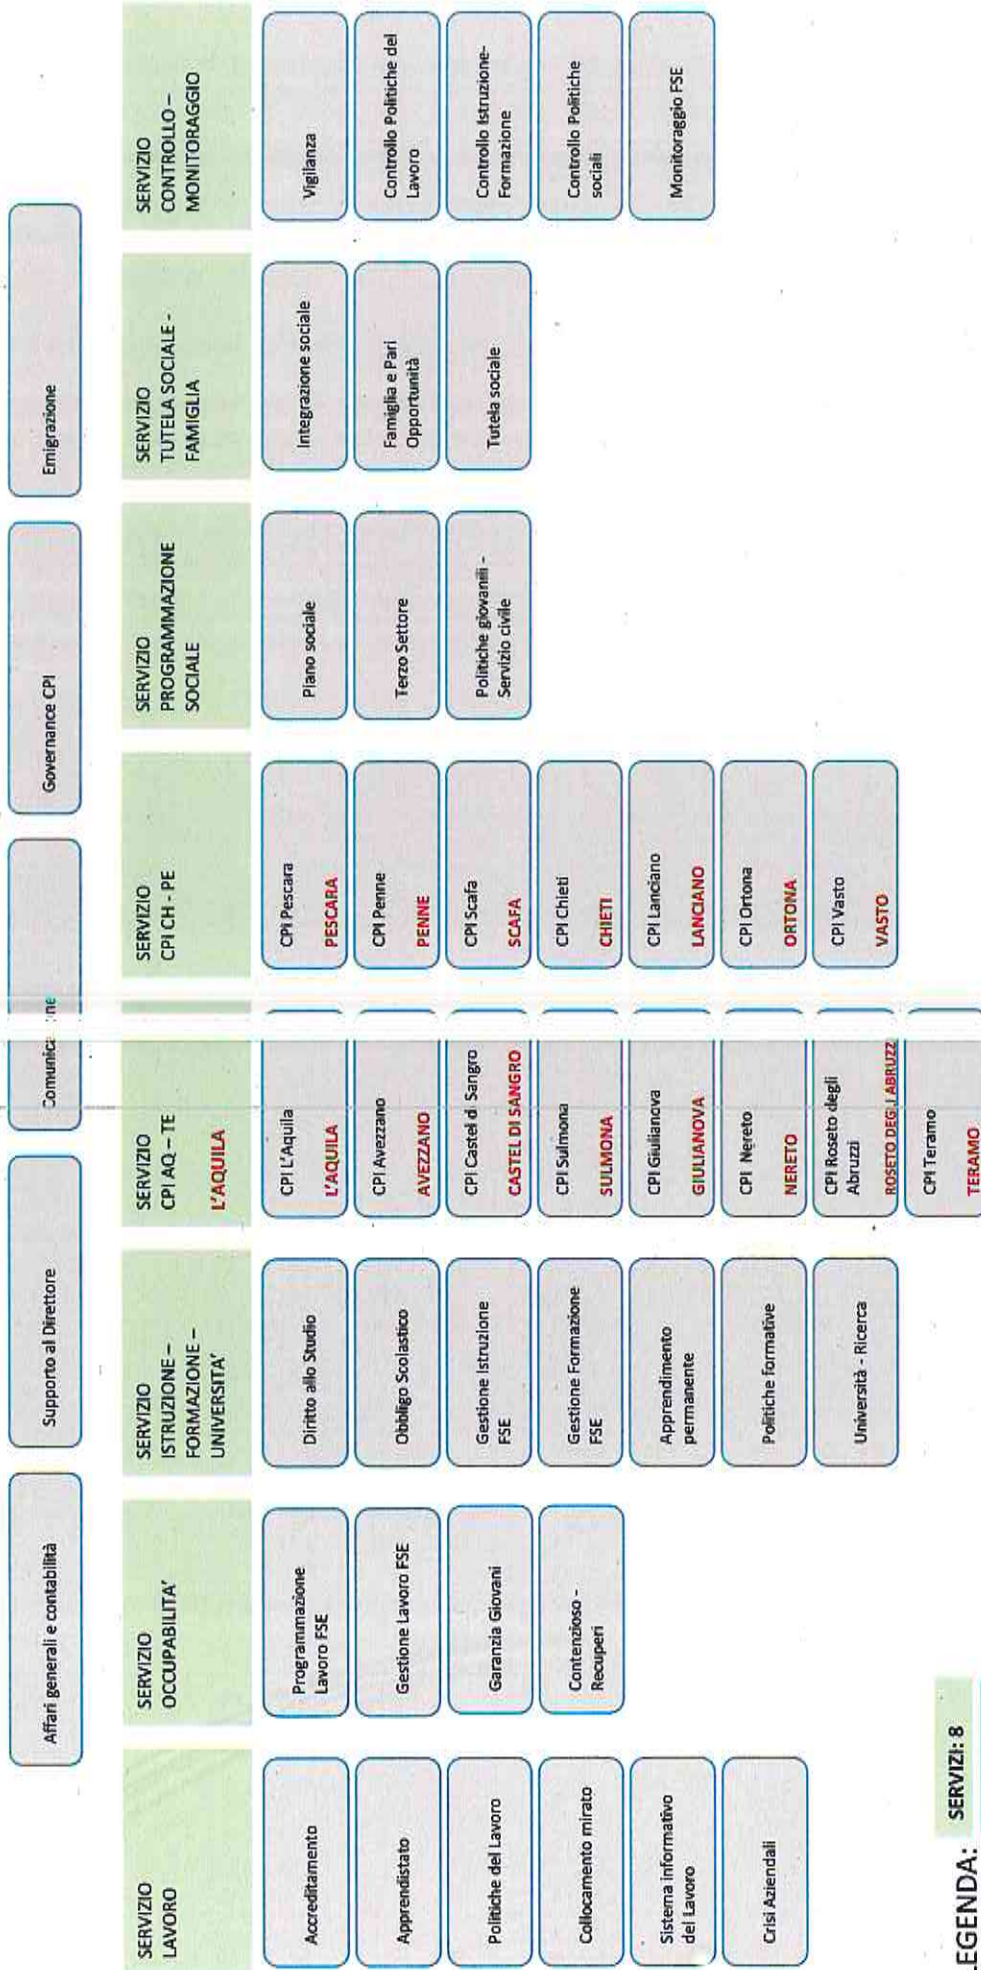 Affari generali e contabilità
Supporto al Direttore
Comunica ne
Governance CPI
Emigrazione
SERVIZIO
LAVORO
Accreditamento
Apprendistato
Politiche del Lavoro
Collocamento mirato
Sistema informativo
del Lavoro
Crisi Aziendali
SERVIZIO
OCCUPABILITA'
Programmazione
Lavoro FSE
Gestione Lavoro FSE
Garanzia Giovani
Contenzioso -
Recuperi
SERVIZIO
ISTRUZIONE –
FORMAZIONE –
UNIVERSITA'
Diritto allo Studio
Obbligo Scolastico
Gestione Istruzione
FSE
Gestione Formazione
FSE
Apprendimento
permanente
Politiche formative
Università - Ricerca
SERVIZIO
CPI AQ – TE
L'AQUILA
CPI L'Aquila
L'AQUILA
CPI Avezzano
AVEZZANO
CPI Castel di Sangro
CASTEL DI SANGRO
CPI Sulmona
SULMONA
CPI Giulianova
GIULIANOVA
CPI Nereto
NERETO
CPI Roseto degli
Abruzzi
ROSETO DEGLI ABRUZZ
CPI Teramo
TERAMO
SERVIZIO
CPI CH - PE
CPI Pescara
PESCARA
CPI Penne
PENNE
CPI Scafa
SCAFA
CPI Chieti
CHIETI
CPI Lanciano
LANCIANO
CPI Ortona
ORTONA
CPI Vasto
VASTO
SERVIZIO
PROGRAMMAZIONE
SOCIALE
Piano sociale
Terzo Settore
Politiche giovanili -
Servizio civile
SERVIZIO
TUTELA SOCIALE -
FAMIGLIA
Integrazione sociale
Famiglia e Pari
Opportunità
Tutela sociale
SERVIZIO
CONTROLLO –
MONITORAGGIO
Vigilanza
Controllo Politiche del
Lavoro
Controllo Istruzione-
Formazione
Controllo Politiche
sociali
Monitoraggio FSE
EGENDA:
SERVIZI: 8